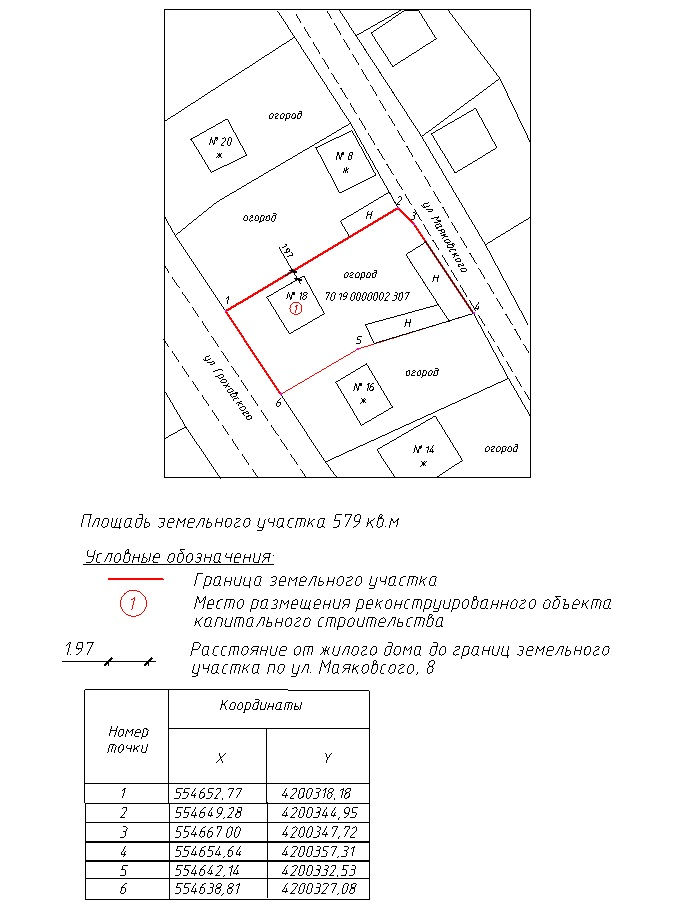 огород
№ 20
ж
№ 8
ж
огород
Н
2
3
ул. Маяковского
1.97
огород
Н
1
№ 18
1
70 19 0000002 307
4
Н
5
ул Гроховского
огород
6
№ 16
ж
№ 14
ж
огород
Площадь земельного участка 579 кв.м
Условные обозначения:
Граница земельного участка
1
Место размещения реконструированного объекта
капитального строительства
1.97
Расстояние от жилого дома до границ земельного
участка по ул. Маяковсого, 8
Номер
точки
Координаты
X
Y
1 554652,77 4200318,18
2 554649,28 4200344,95
3 554667 00 4200347,72
4 554654,64 4200357,31
5 554642,14 4200332,53
6 554638,81 4200327,08